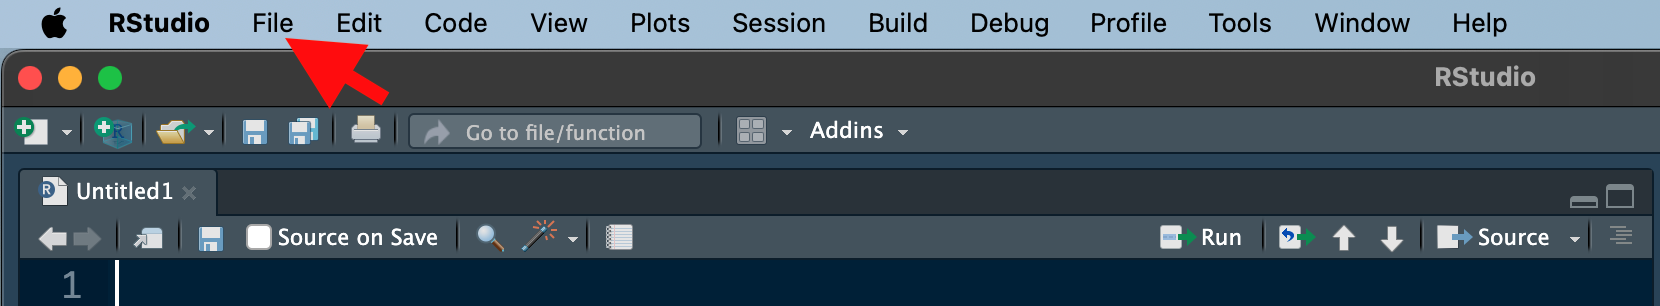 RStudio File Edit Code View Plots Session Build Debug Profile Tools Window Help
RStudio
R Go to file/function Addins
R Untitled1
Source on Save Run Source
1